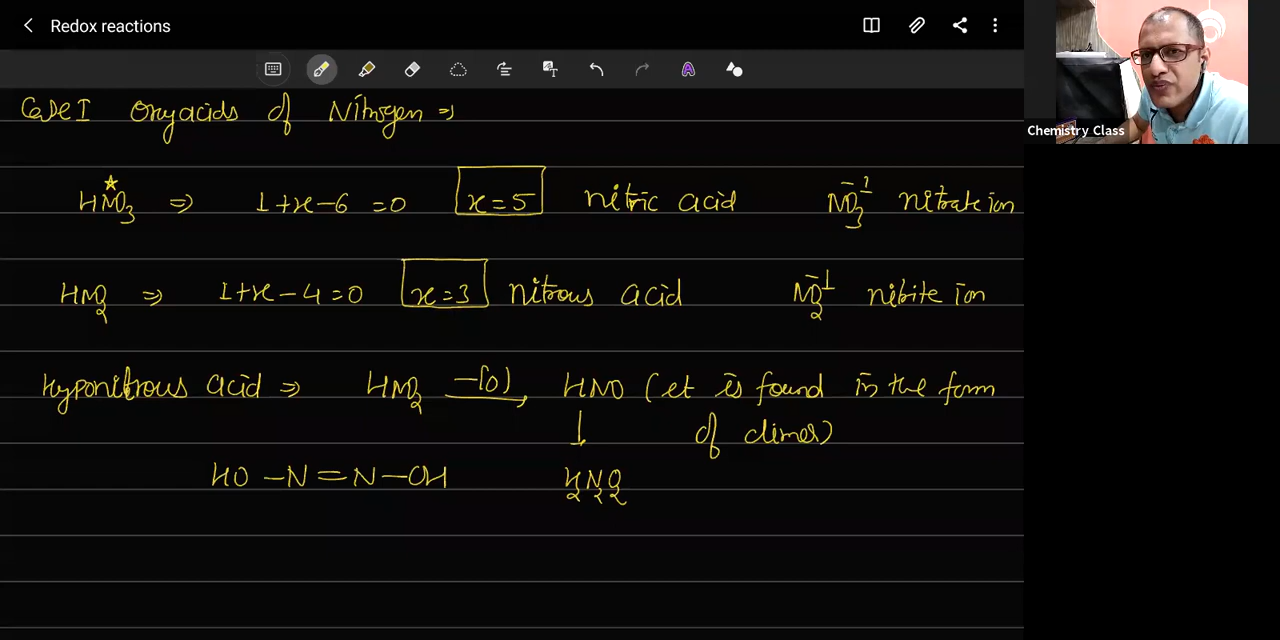 Redox reactions
Case I Oxyacids of Nitrogen ⇒
HN*O₃ ⇒ 1+x-6=0 x=5 nitric acid NO₃⁻¹ nitrate ion
HNO₂ ⇒ 1+x-4=0 x=3 nitrous acid NO₂⁻¹ nitrite ion
Hyponitrous acid ⇒ HNO₂ -[O]→ HNO (it is found in the form
of dimer)
↓
HO-N=N-OH H₂N₂O₂
Chemistry Class